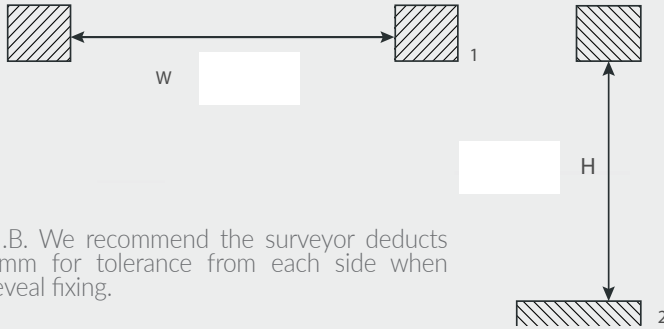 1
W
H
.B. We recommend the surveyor deducts
mm for tolerance from each side when
eveal fixing.
2